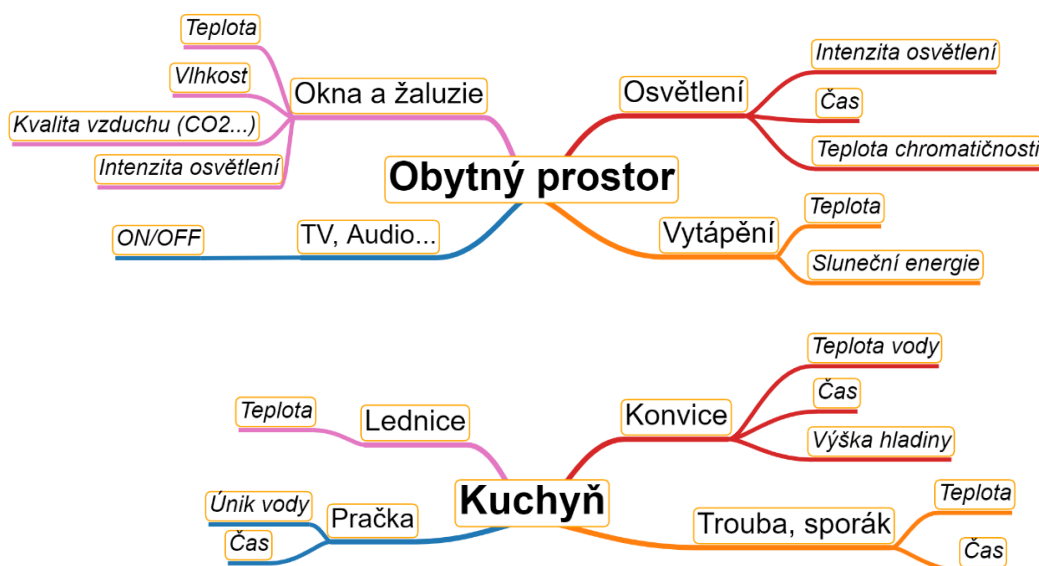 Teplota
Vlhkost
Kvalita vzduchu (CO2...)
Intenzita osvětlení
Okna a žaluzie
ON/OFF
TV, Audio...
Obytný prostor
Osvětlení
Intenzita osvětlení
Čas
Teplota chromatičnosti
Vytápění
Teplota
Sluneční energie
Teplota
Lednice
Únik vody
Čas
Pračka
Kuchyň
Konvice
Teplota vody
Čas
Výška hladiny
Trouba, sporák
Teplota
Čas